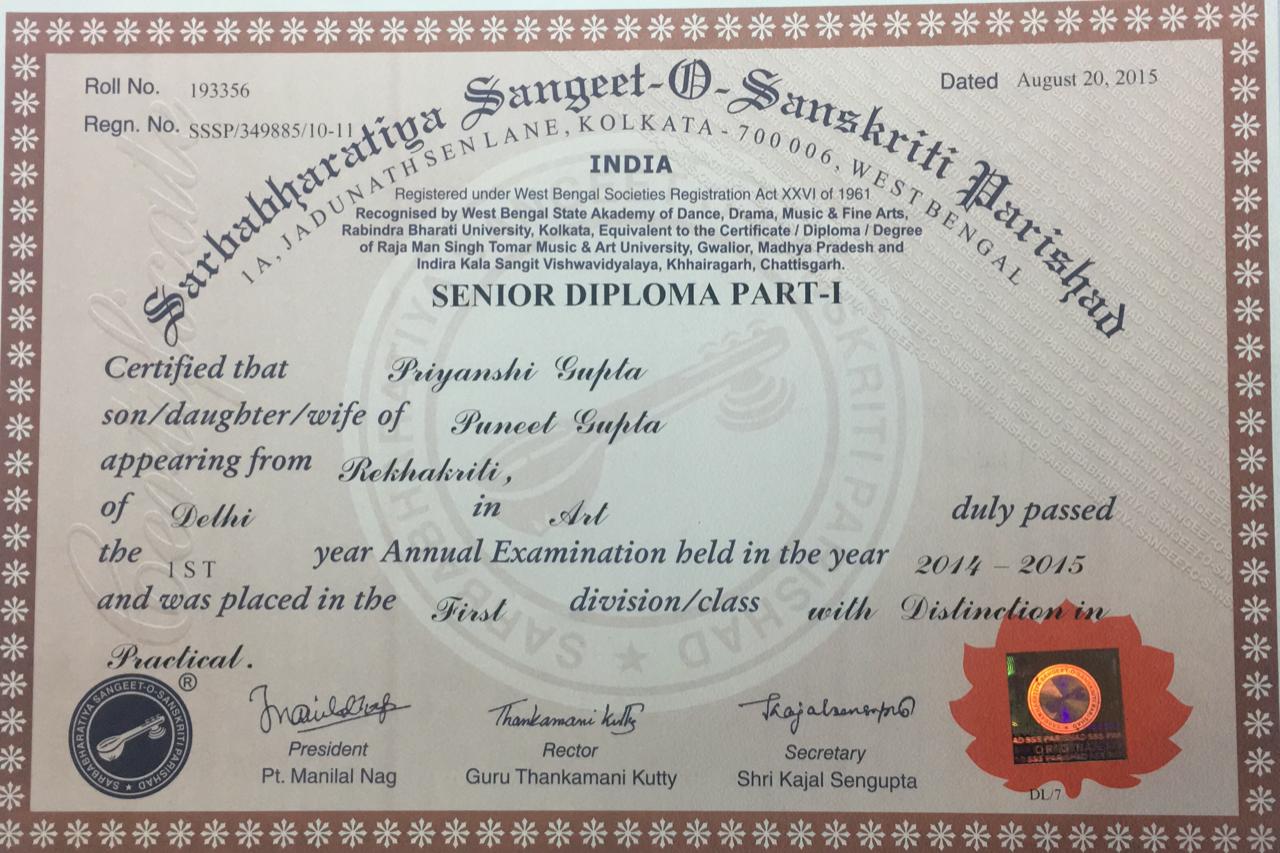 Roll No. 193356
Dated August 20, 2015
Regn. No. SSSP/349885/10-11
Sarbabharatiya Sangeet-O-Sanskriti Parishad
1A, JADUNATH SEN LANE, KOLKATA - 700 006, WEST BENGAL
INDIA
Registered under West Bengal Societies Registration Act XXVI of 1961
Recognised by West Bengal State Akademy of Dance, Drama, Music & Fine Arts,
Rabindra Bharati University, Kolkata, Equivalent to the Certificate / Diploma / Degree
of Raja Man Singh Tomar Music & Art University, Gwalior, Madhya Pradesh and
Indira Kala Sangit Vishwavidyalaya, Khhairagarh, Chattisgarh.
SENIOR DIPLOMA PART-I
Certified that Priyanshi Gupta
son/daughter/wife of Puneet Gupta
appearing from Rekhakriti,
of Delhi in Art duly passed
the 1ST year Annual Examination held in the year 2014 – 2015
and was placed in the First division/class with Distinction in
Practical.
SARBABHARATIYA SANGEET-O-SANSKRITI PARISHAD ®
Thankamani Kutty
President
Rector
Secretary
Pt. Manilal Nag
Guru Thankamani Kutty
Shri Kajal Sengupta
DL/7
Certificate